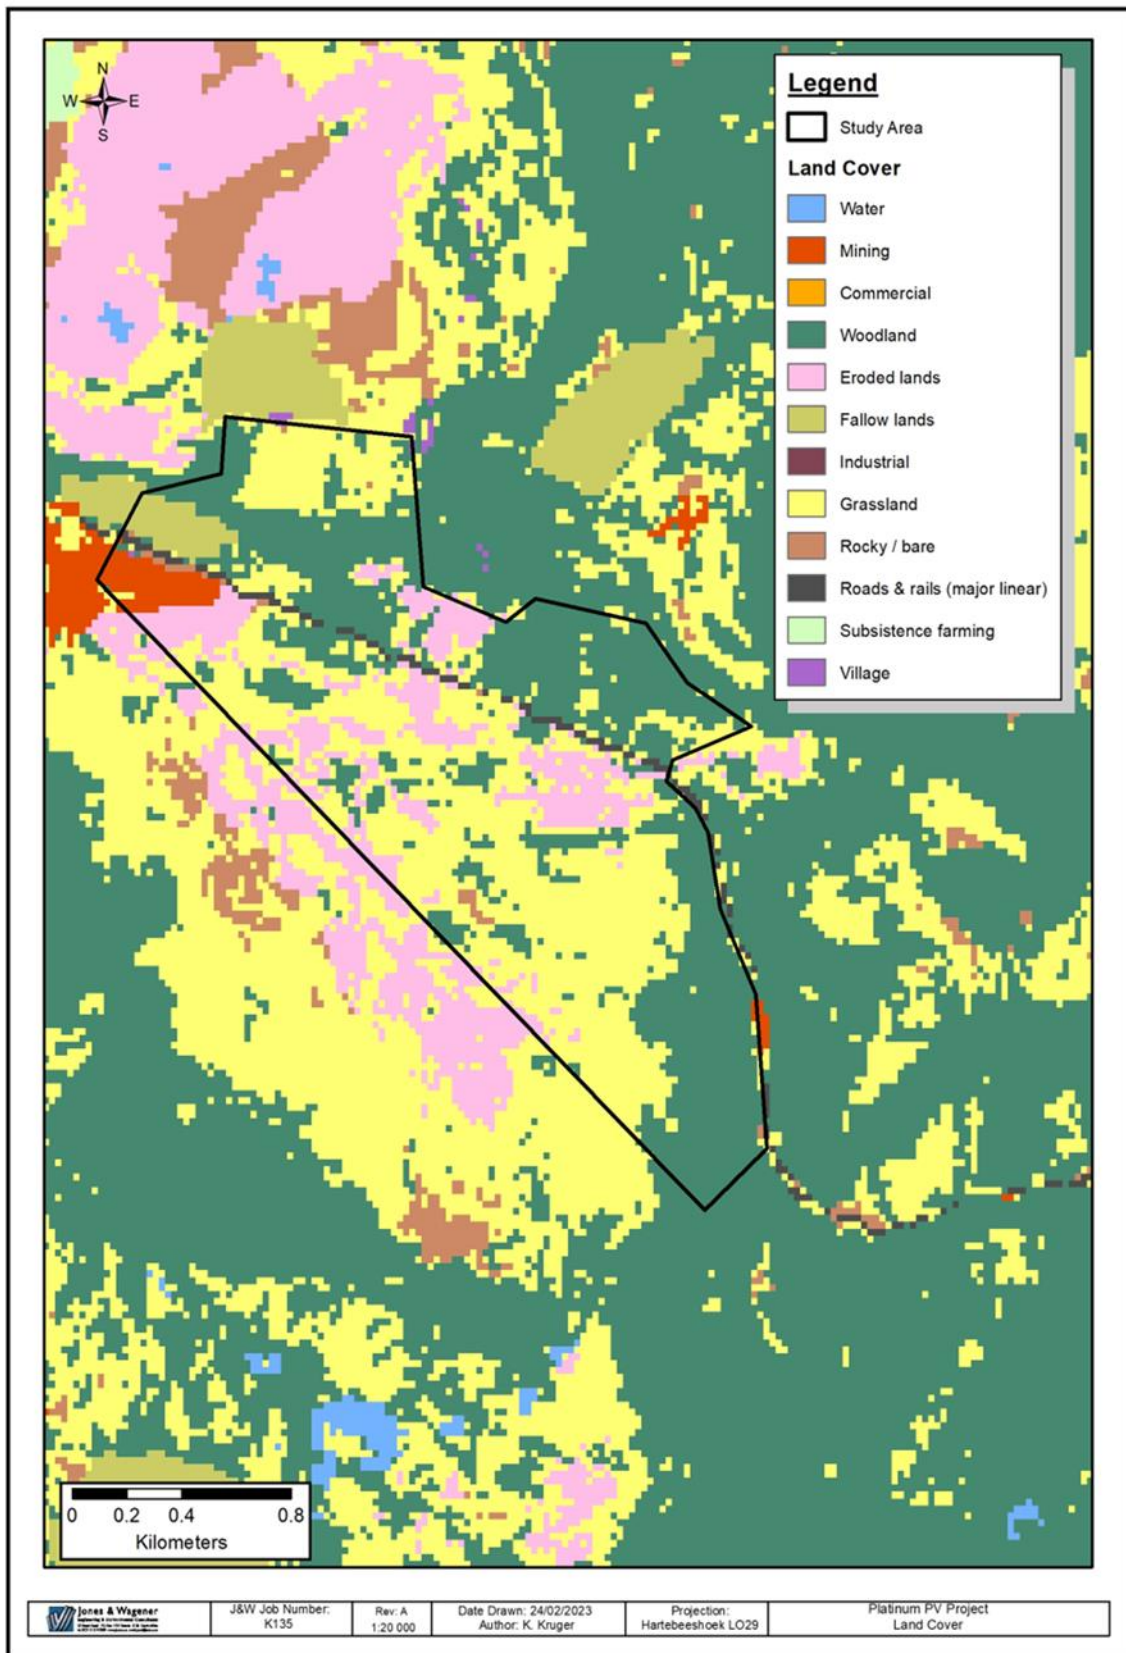 N
W
E
S
Legend
Study Area
Land Cover
Water
Mining
Commercial
Woodland
Eroded lands
Fallow lands
Industrial
Grassland
Rocky / bare
Roads & rails (major linear)
Subsistence farming
Village
0 0.2 0.4 0.8
Kilometers
Jones & Wagener
J&W Job Number:
K135
Rev: A
1:20 000
Date Drawn: 24/02/2023
Author: K. Kruger
Projection:
Hartebeeshoek LO29
Platinum PV Project
Land Cover